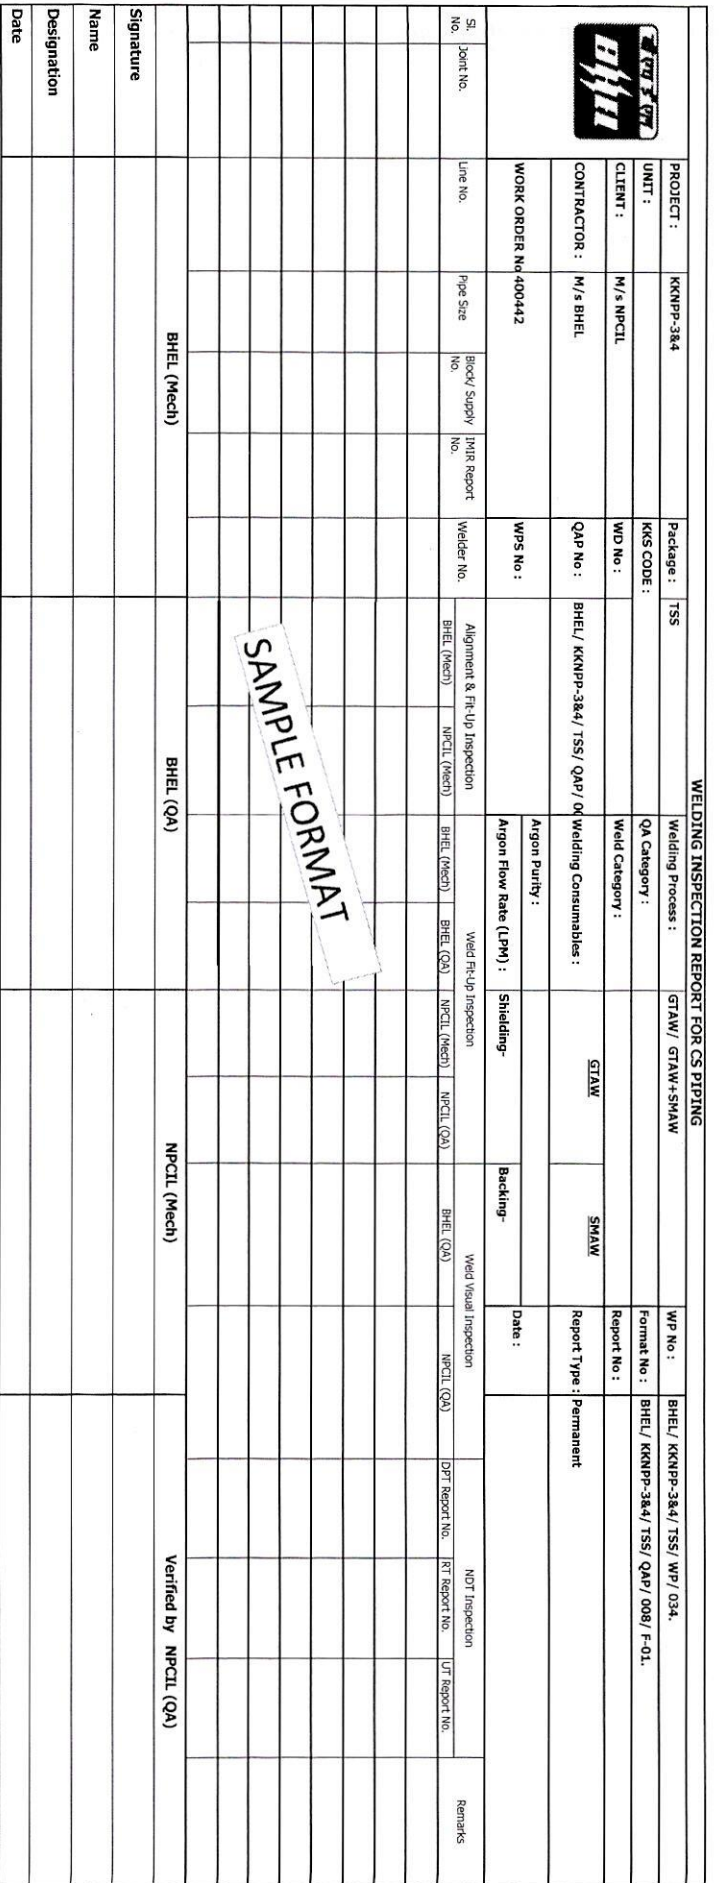 WELDING INSPECTION REPORT FOR CS PIPING
बी एच ई एल
BHEL
PROJECT : KKNPP-3&4 Package : TSS Welding Process : GTAW/ GTAW+SMAW WP No : BHEL/ KKNPP-3&4/ TSS/ WP/ 034.
UNIT : KKS CODE : QA Category : Format No : BHEL/ KKNPP-3&4/ TSS/ QAP/ 008/ F-01.
CLIENT : M/s NPCIL WD No : Weld Category : Report No :
CONTRACTOR : M/s BHEL QAP No : BHEL/ KKNPP-3&4/ TSS/ QAP/ 00 Welding Consumables : GTAW SMAW Report Type : Permanent
WORK ORDER No 400442 WPS No : Argon Purity : Date :
Argon Flow Rate (LPM) : Shielding- Backing-
Sl. No. Joint No. Line No. Pipe Size Block/ Supply No. IMIR Report No. Welder No. Alignment & Fit-Up Inspection Weld Fit-Up Inspection Weld Visual Inspection NDT Inspection Remarks
BHEL (Mech) NPCIL (Mech) BHEL (Mech) BHEL (QA) NPCIL (Mech) NPCIL (QA) BHEL (QA) NPCIL (QA) DPT Report No. RT Report No. UT Report No.
SAMPLE FORMAT
BHEL (Mech) BHEL (QA) NPCIL (Mech) Verified by NPCIL (QA)
Signature
Name
Designation
Date